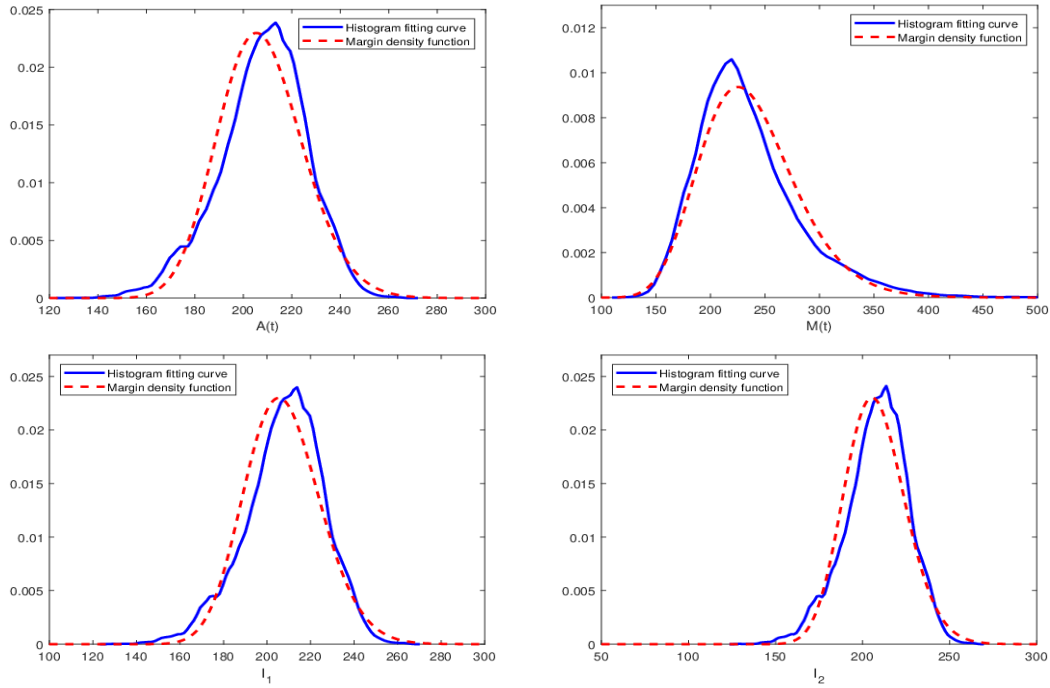 0.025
0.02
0.015
0.01
0.005
0
120 140 160 180 200 220 240 260 280 300
A(t)
Histogram fitting curve
Margin density function
0.012
0.01
0.008
0.006
0.004
0.002
0
100 150 200 250 300 350 400 450 500
M(t)
Histogram fitting curve
Margin density function
0.025
0.02
0.015
0.01
0.005
0
100 120 140 160 180 200 220 240 260 280 300
I_1
Histogram fitting curve
Margin density function
0.025
0.02
0.015
0.01
0.005
0
50 100 150 200 250 300
I_2
Histogram fitting curve
Margin density function